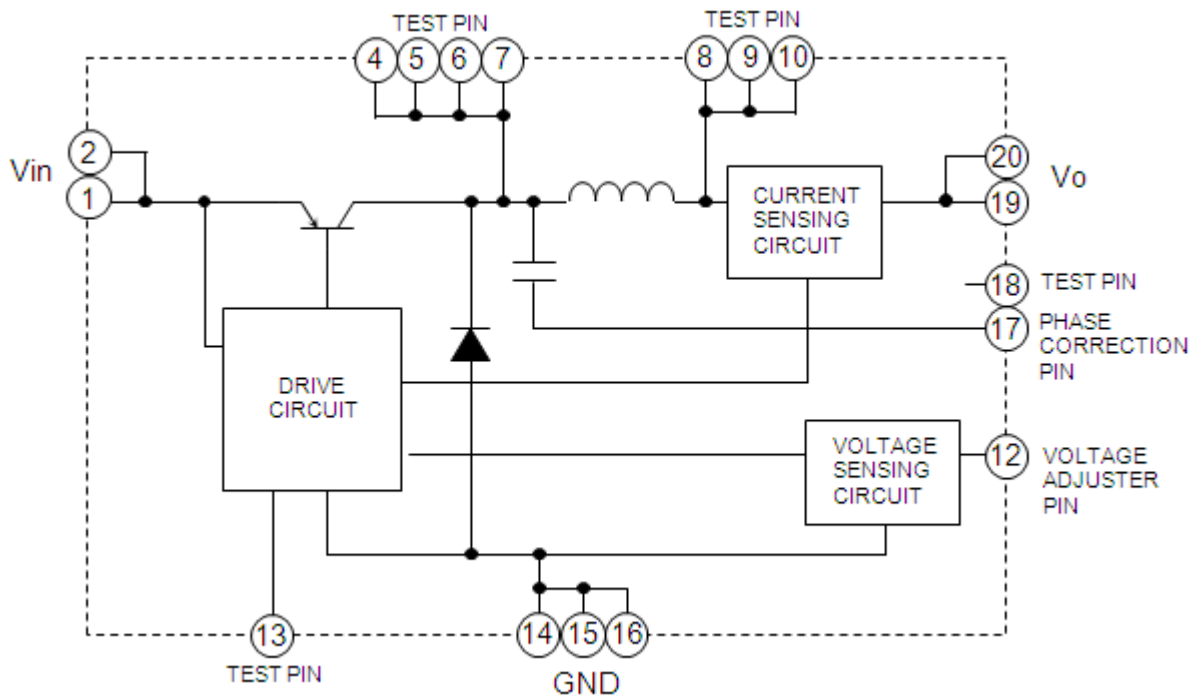 TEST PIN
4 5 6 7
TEST PIN
8 9 10
Vin
2
1
20
19
Vo
CURRENT
SENSING
CIRCUIT
18 TEST PIN
17 PHASE
CORRECTION
PIN
DRIVE
CIRCUIT
VOLTAGE
SENSING
CIRCUIT
12 VOLTAGE
ADJUSTER
PIN
13
TEST PIN
14 15 16
GND